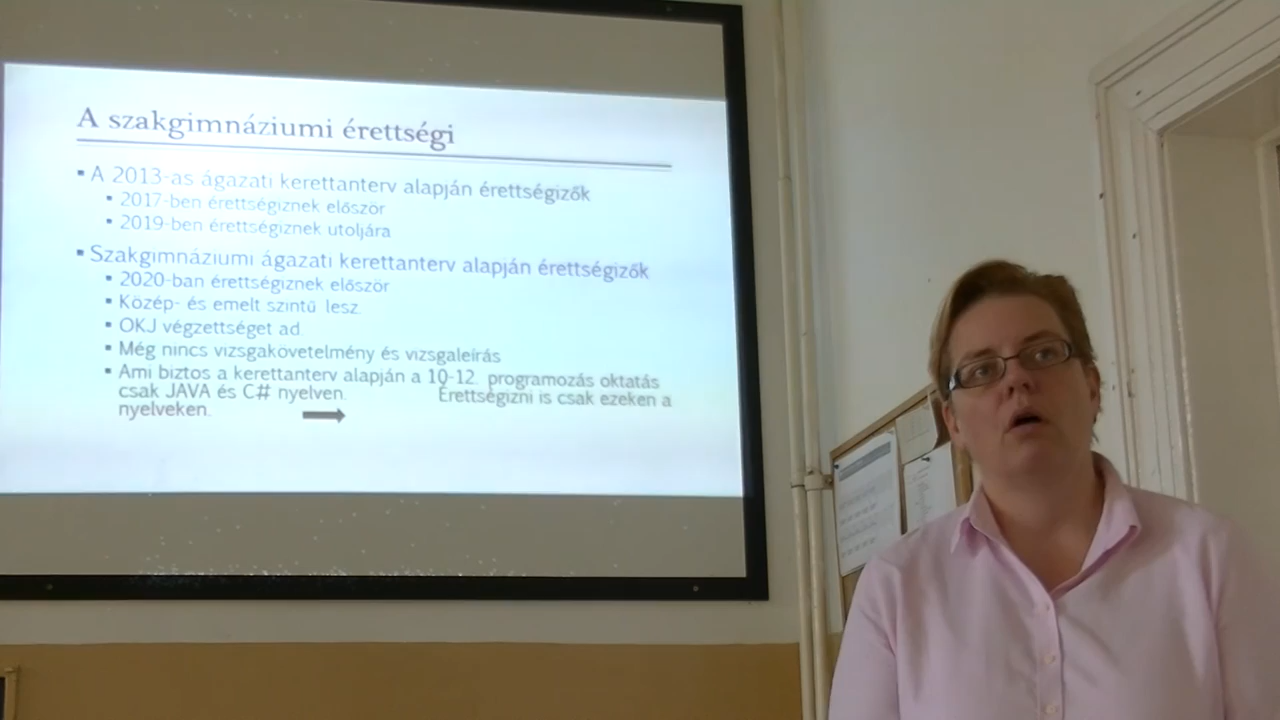 A szakgimnáziumi érettségi
▪ A 2013-as ágazati kerettanterv alapján érettségizők
▪ 2017-ben érettségiznek először
▪ 2019-ben érettségiznek utoljára
▪ Szakgimnáziumi ágazati kerettanterv alapján érettségizők
▪ 2020-ban érettségiznek először
▪ Közép- és emelt szintű lesz.
▪ OKJ végzettséget ad.
▪ Még nincs vizsgakövetelmény és vizsgaleírás
▪ Ami biztos a kerettanterv alapján a 10-12. programozás oktatás
csak JAVA és C# nyelven. Érettségizni is csak ezeken a
nyelveken.